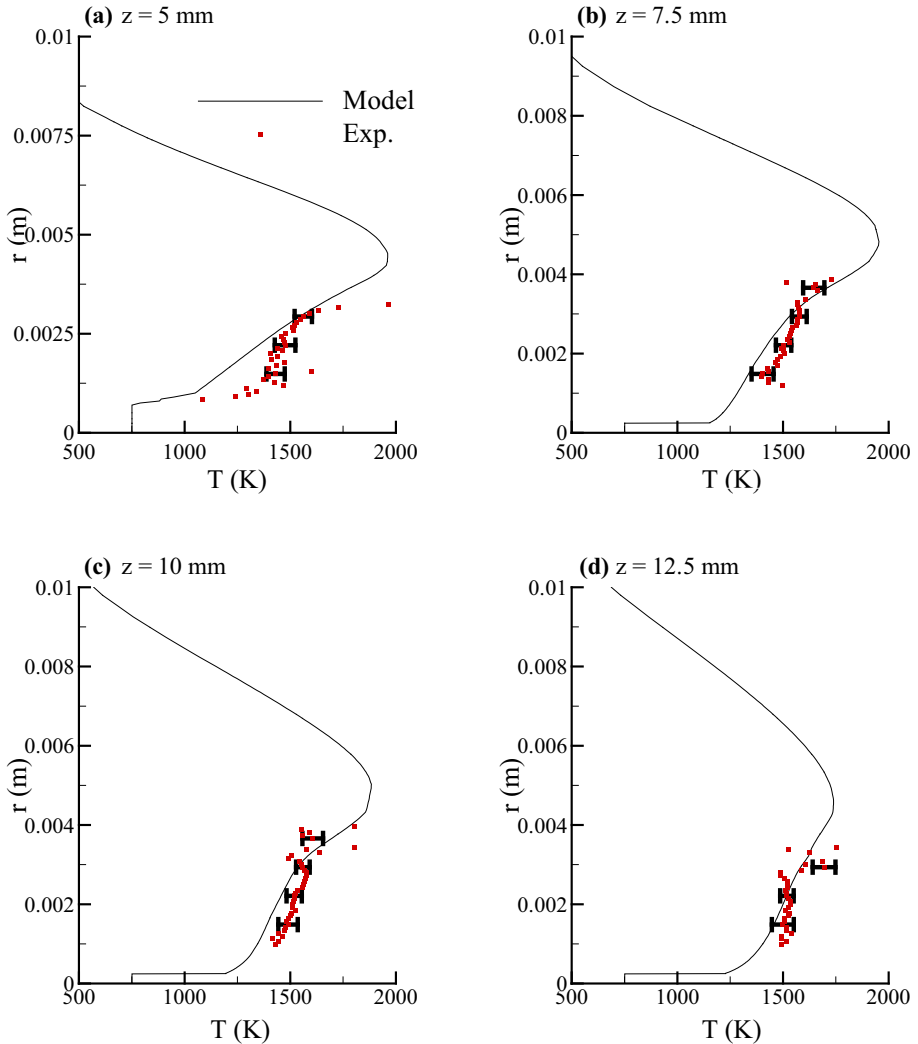 (a) z = 5 mm
(b) z = 7.5 mm
0.01
0.0075
0.005
0.0025
0
r (m)
Model
Exp.
500 1000 1500 2000
T (K)
0.01
0.008
0.006
0.004
0.002
0
r (m)
500 1000 1500 2000
T (K)
(c) z = 10 mm
(d) z = 12.5 mm
0.01
0.008
0.006
0.004
0.002
0
r (m)
500 1000 1500 2000
T (K)
0.01
0.008
0.006
0.004
0.002
0
r (m)
500 1000 1500 2000
T (K)